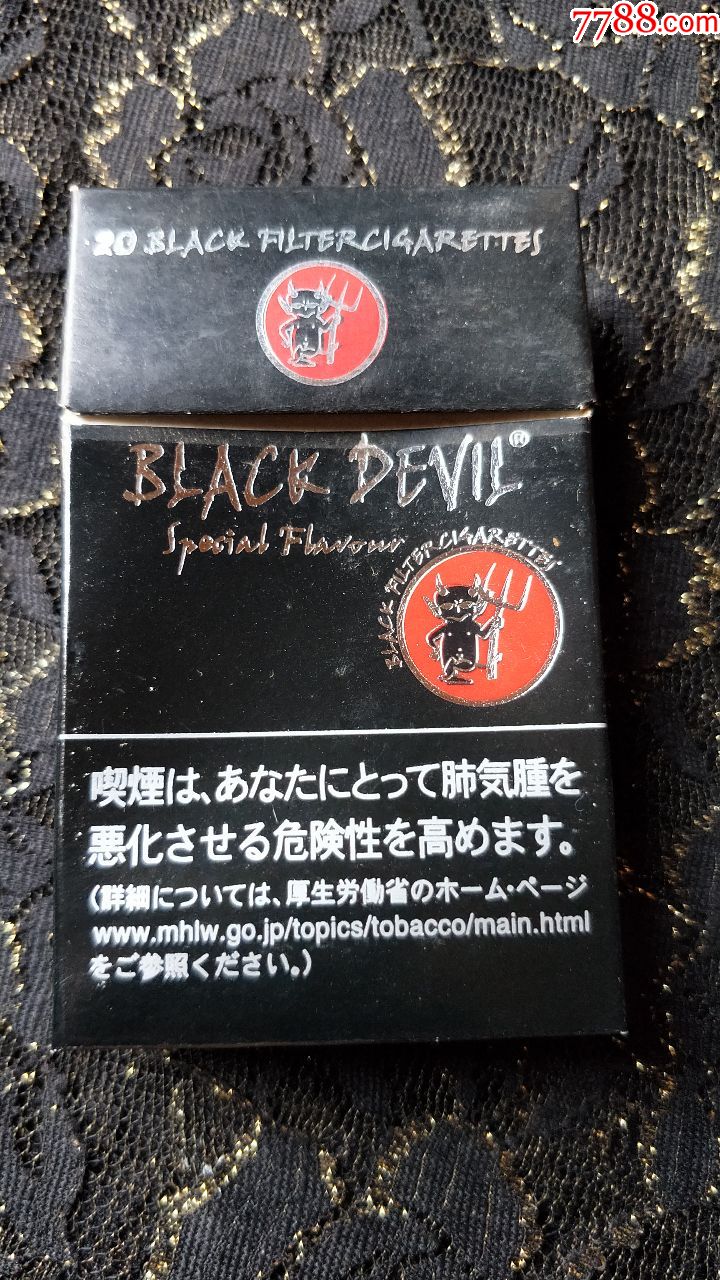 7788.com
20 BLACK FILTERCIGARETTES
BLACK DEVIL®
Special Flavour
BLACK FILTER CIGARETTES
喫煙は、あなたにとって肺気腫を
悪化させる危険性を高めます。
(詳細については、厚生労働省のホーム・ページ
www.mhlw.go.jp/topics/tobacco/main.html
をご参照ください。)